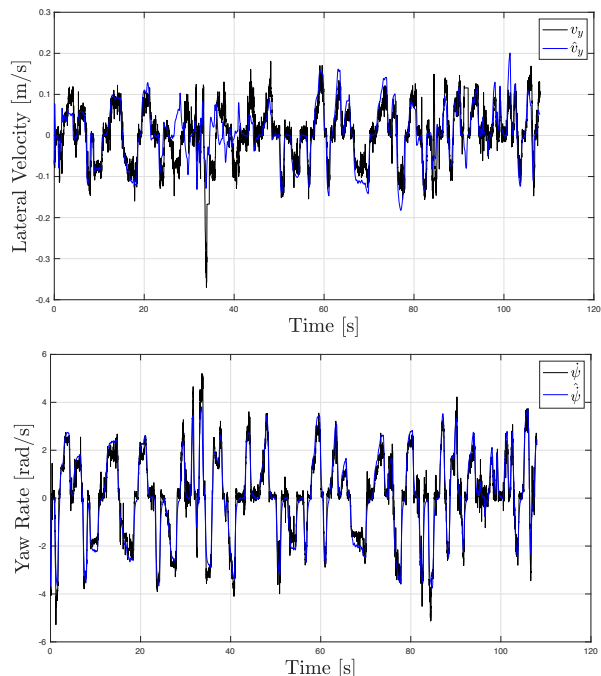 0.3
0.2
0.1
0
-0.1
-0.2
-0.3
-0.4
Lateral Velocity [m/s]
v_y
v̂_y
0 20 40 60 80 100 120
Time [s]
6
4
2
0
-2
-4
-6
Yaw Rate [rad/s]
ψ̇
ψ̇̂
0 20 40 60 80 100 120
Time [s]